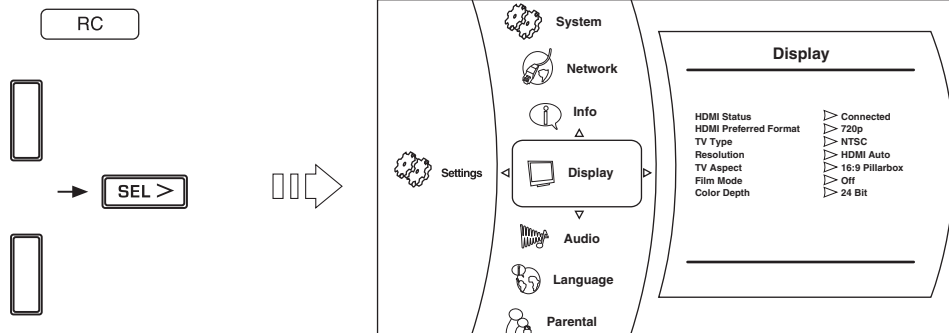 RC
SEL >
Settings
System
Network
Info
Display
Audio
Language
Parental
Display
HDMI Status Connected
HDMI Preferred Format 720p
TV Type NTSC
Resolution HDMI Auto
TV Aspect 16:9 Pillarbox
Film Mode Off
Color Depth 24 Bit